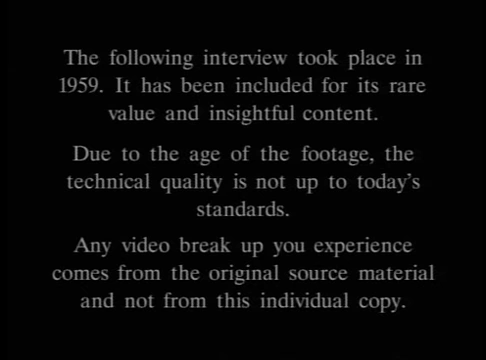 The following interview took place in
1959. It has been included for its rare
value and insightful content.
Due to the age of the footage, the
technical quality is not up to today's
standards.
Any video break up you experience
comes from the original source material
and not from this individual copy.